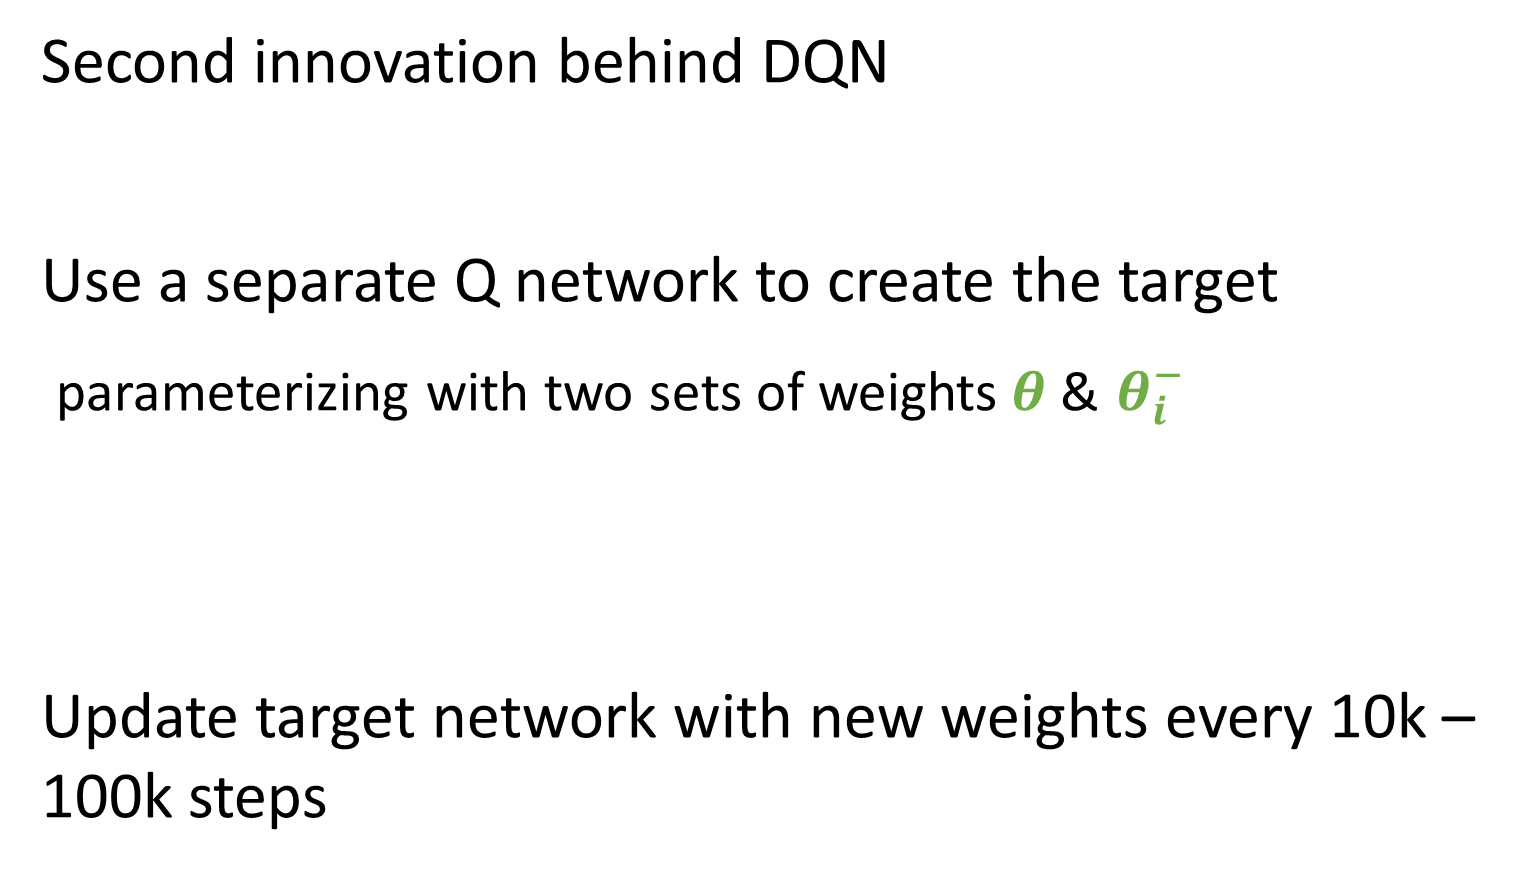 Second innovation behind DQN
Use a separate Q network to create the target
parameterizing with two sets of weights θ & θᵢ⁻
Update target network with new weights every 10k –
100k steps